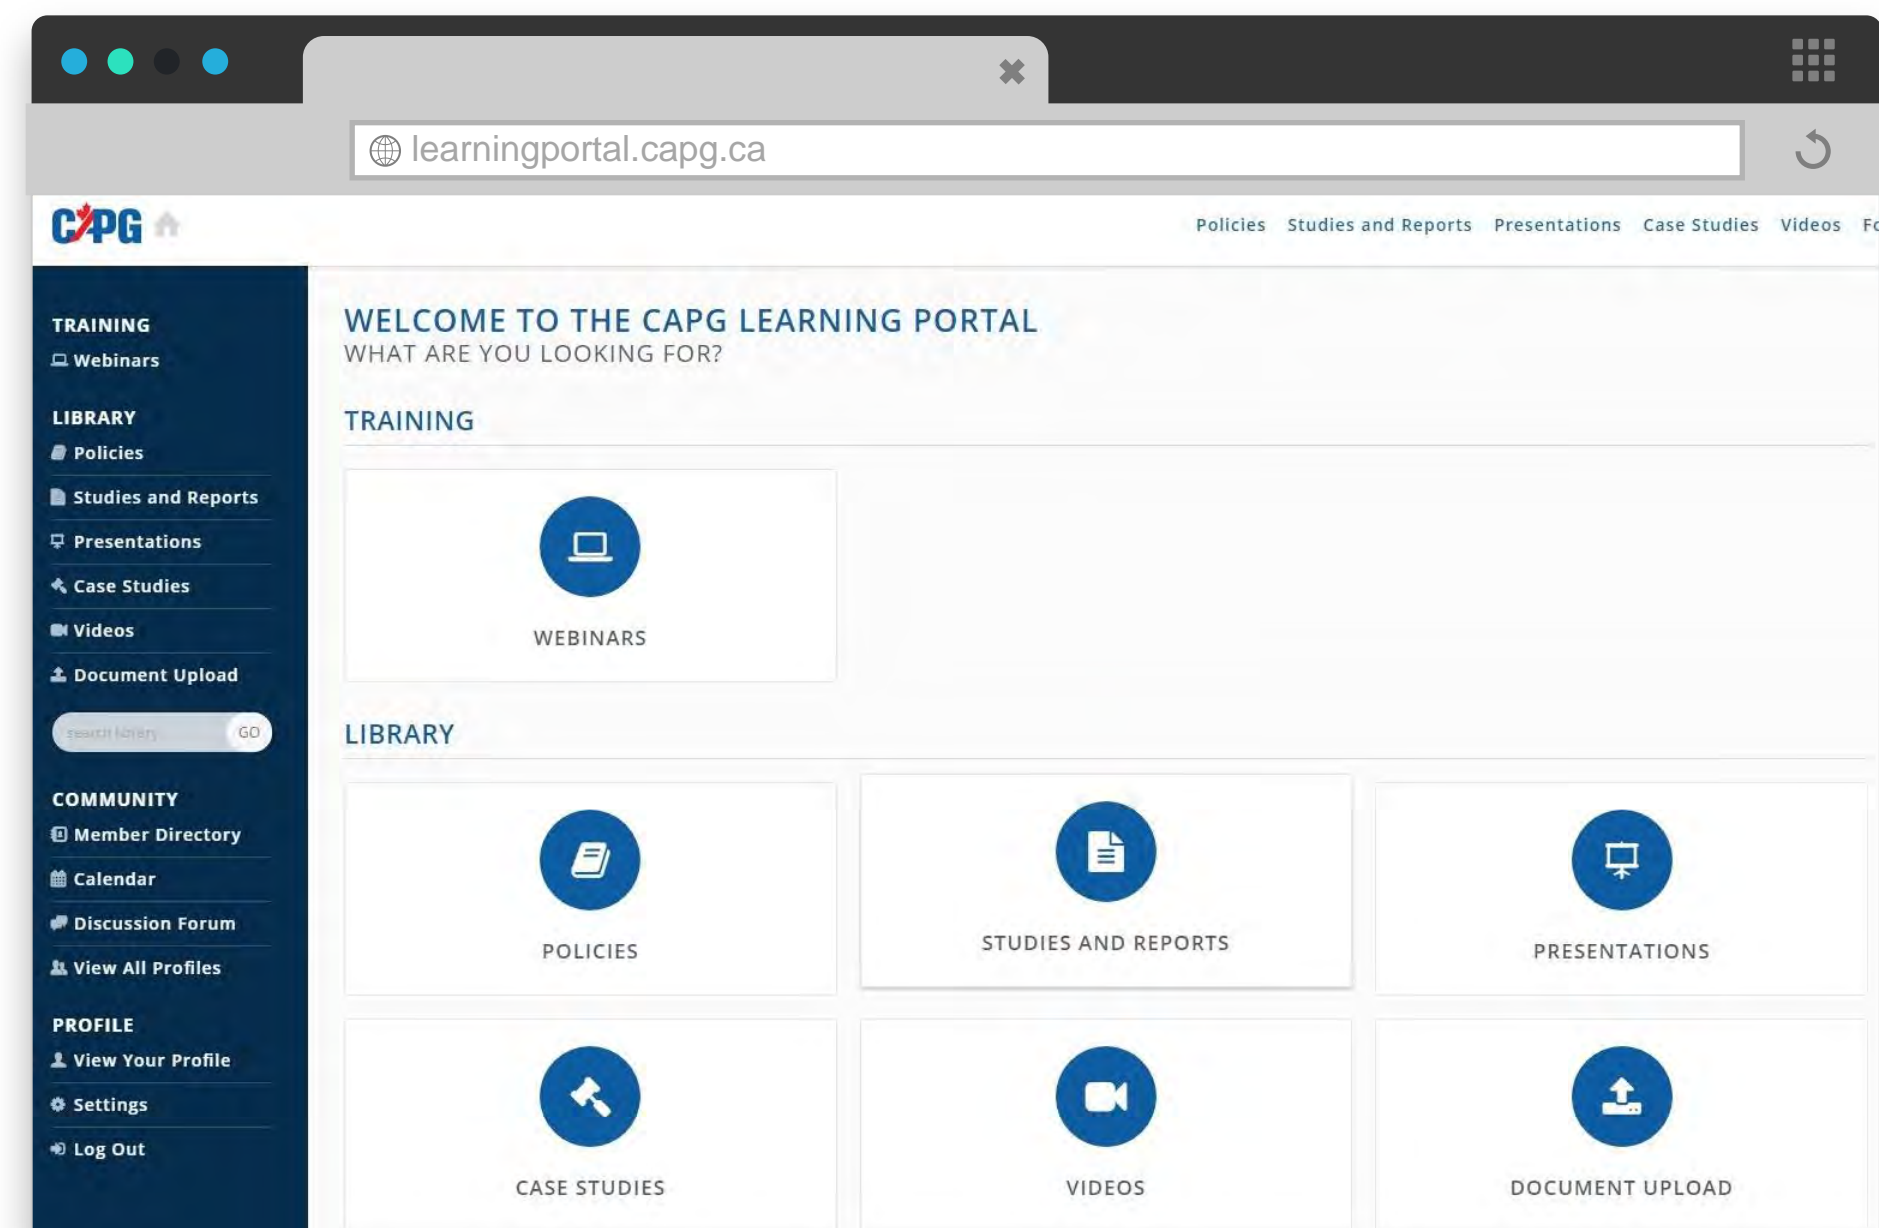 learningportal.capg.ca
CAPG
Policies Studies and Reports Presentations Case Studies Videos Fo
TRAINING
Webinars
LIBRARY
Policies
Studies and Reports
Presentations
Case Studies
Videos
Document Upload
search library GO
COMMUNITY
Member Directory
Calendar
Discussion Forum
View All Profiles
PROFILE
View Your Profile
Settings
Log Out
WELCOME TO THE CAPG LEARNING PORTAL
WHAT ARE YOU LOOKING FOR?
TRAINING
WEBINARS
LIBRARY
POLICIES
STUDIES AND REPORTS
PRESENTATIONS
CASE STUDIES
VIDEOS
DOCUMENT UPLOAD